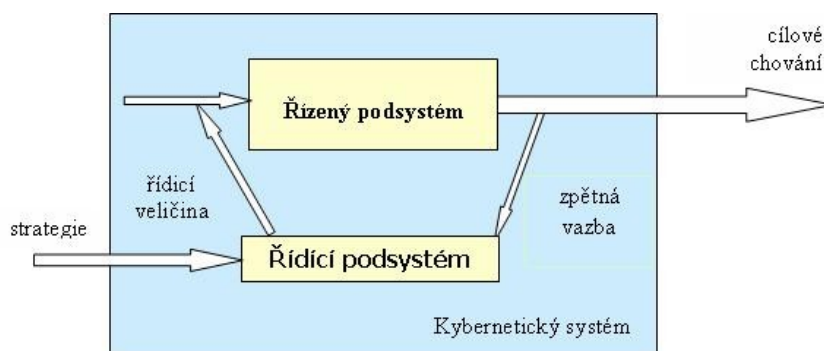 cílové
chování
Řízený podsystém
řídicí
veličina
zpětná
vazba
strategie
Řídící podsystém
Kybernetický systém